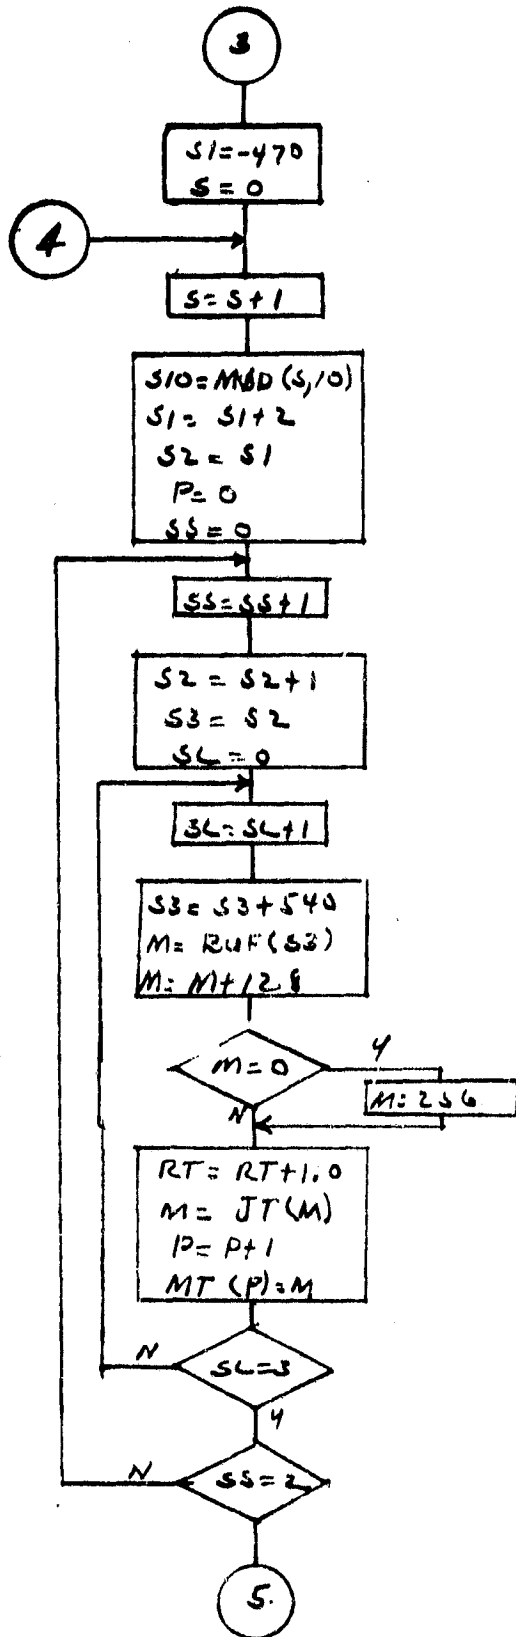 3
S1=-470
S=0
4
S=S+1
S10=MOD(S,10)
S1=S1+2
S2=S1
P=0
SS=0
SS=SS+1
S2=S2+1
S3=S2
SL=0
SL=SL+1
S3=S3+540
M=BUF(S3)
M=M+128
M=0
Y
M=256
N
RT=RT+1.0
M=JT(M)
P=P+1
MT(P)=M
N
SL=3
Y
N
SS=2
5.